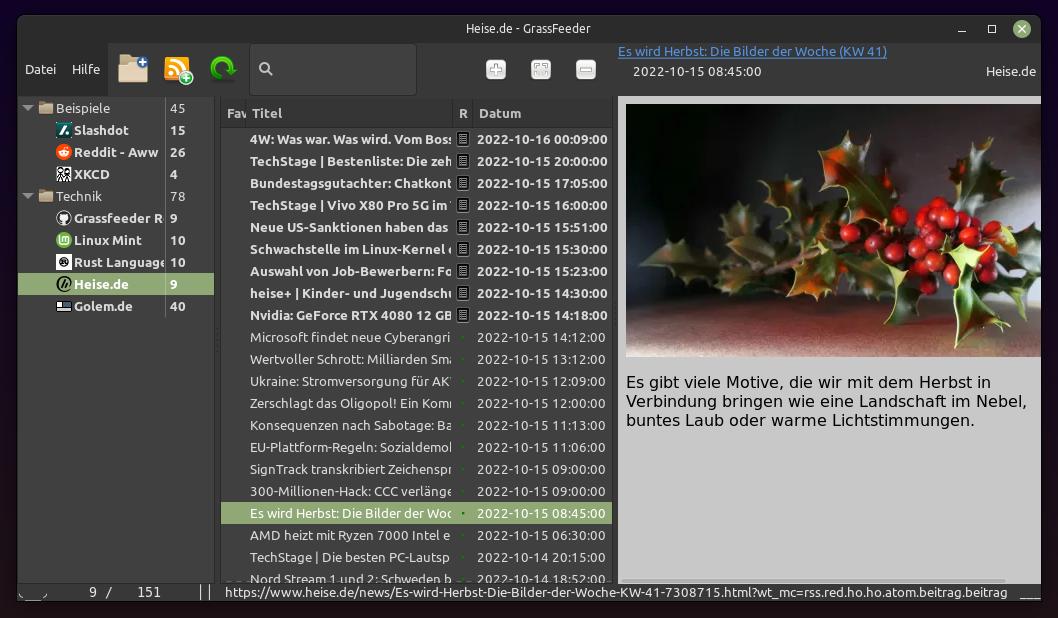 Heise.de - GrassFeeder
Datei Hilfe
Es wird Herbst: Die Bilder der Woche (KW 41)
2022-10-15 08:45:00 Heise.de
Beispiele 45
Slashdot 15
Reddit - Aww 26
XKCD 4
Technik 78
Grassfeeder R 9
Linux Mint 10
Rust Language 10
Heise.de 9
Golem.de 40
Fav Titel R Datum
4W: Was war. Was wird. Vom Boss 2022-10-16 00:09:00
TechStage | Bestenliste: Die zeh 2022-10-15 20:00:00
Bundestagsgutachter: Chatkont 2022-10-15 17:05:00
TechStage | Vivo X80 Pro 5G im 2022-10-15 16:00:00
Neue US-Sanktionen haben das 2022-10-15 15:51:00
Schwachstelle im Linux-Kernel 2022-10-15 15:30:00
Auswahl von Job-Bewerbern: Fo 2022-10-15 15:23:00
heise+ | Kinder- und Jugendschu 2022-10-15 14:30:00
Nvidia: GeForce RTX 4080 12 GB 2022-10-15 14:18:00
Microsoft findet neue Cyberangri 2022-10-15 14:12:00
Wertvoller Schrott: Milliarden Sma 2022-10-15 13:12:00
Ukraine: Stromversorgung für AK 2022-10-15 12:09:00
Zerschlagt das Oligopol! Ein Kom 2022-10-15 12:00:00
Konsequenzen nach Sabotage: Ba 2022-10-15 11:13:00
EU-Plattform-Regeln: Sozialdemol 2022-10-15 11:06:00
SignTrack transkribiert Zeichenspr 2022-10-15 09:00:00
300-Millionen-Hack: CCC verlänge 2022-10-15 09:00:00
Es wird Herbst: Die Bilder der Woc 2022-10-15 08:45:00
AMD heizt mit Ryzen 7000 Intel e 2022-10-15 06:30:00
TechStage | Die besten PC-Lautsp 2022-10-14 20:15:00
Nord Stream 1 und 2: Schweden b 2022-10-14 18:52:00
Es gibt viele Motive, die wir mit dem Herbst in
Verbindung bringen wie eine Landschaft im Nebel,
buntes Laub oder warme Lichtstimmungen.
9 / 151 || https://www.heise.de/news/Es-wird-Herbst-Die-Bilder-der-Woche-KW-41-7308715.html?wt_mc=rss.red.ho.ho.atom.beitrag.beitrag